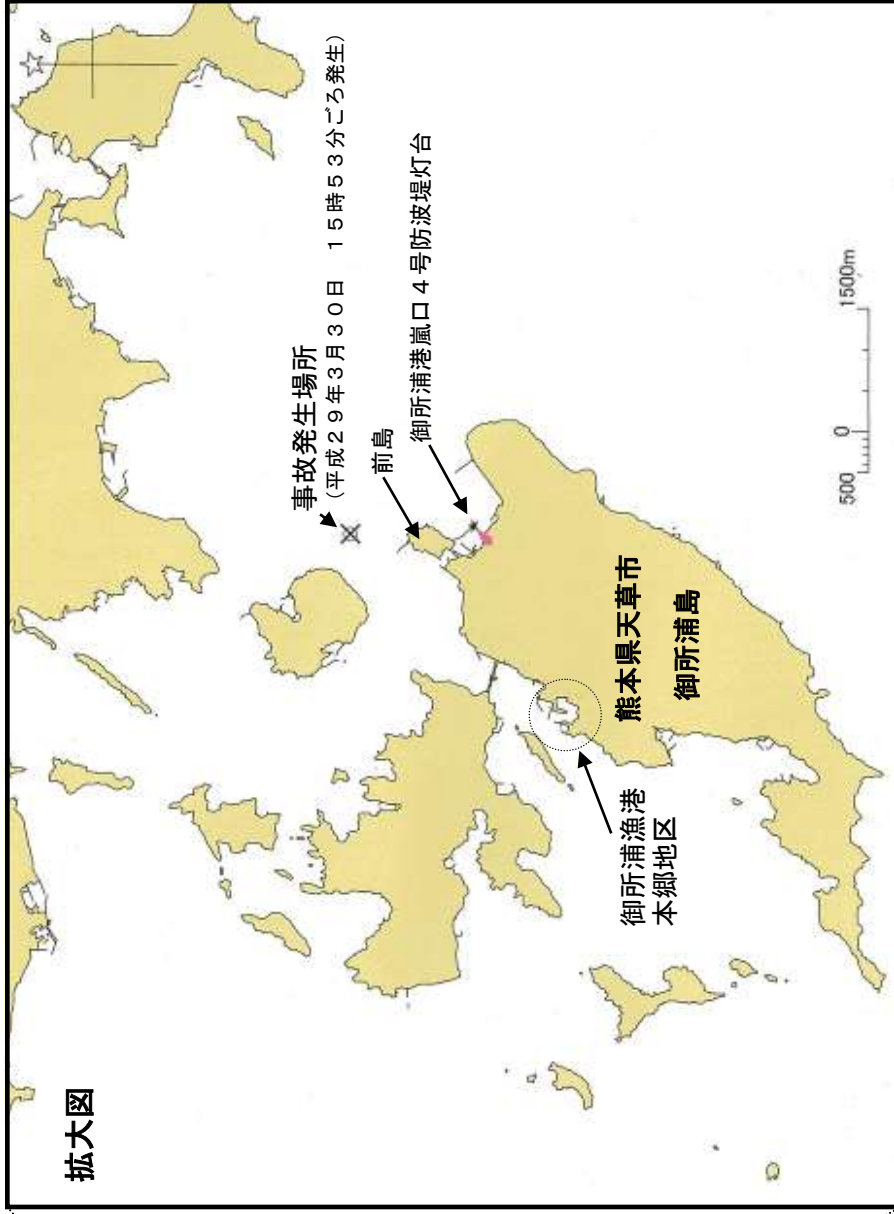 拡大図
事故発生場所
（平成２９年３月３０日　１５時５３分ごろ発生）
前島
御所浦港嵐口４号防波堤灯台
熊本県天草市
御所浦島
御所浦漁港
本郷地区
500 0 1500m